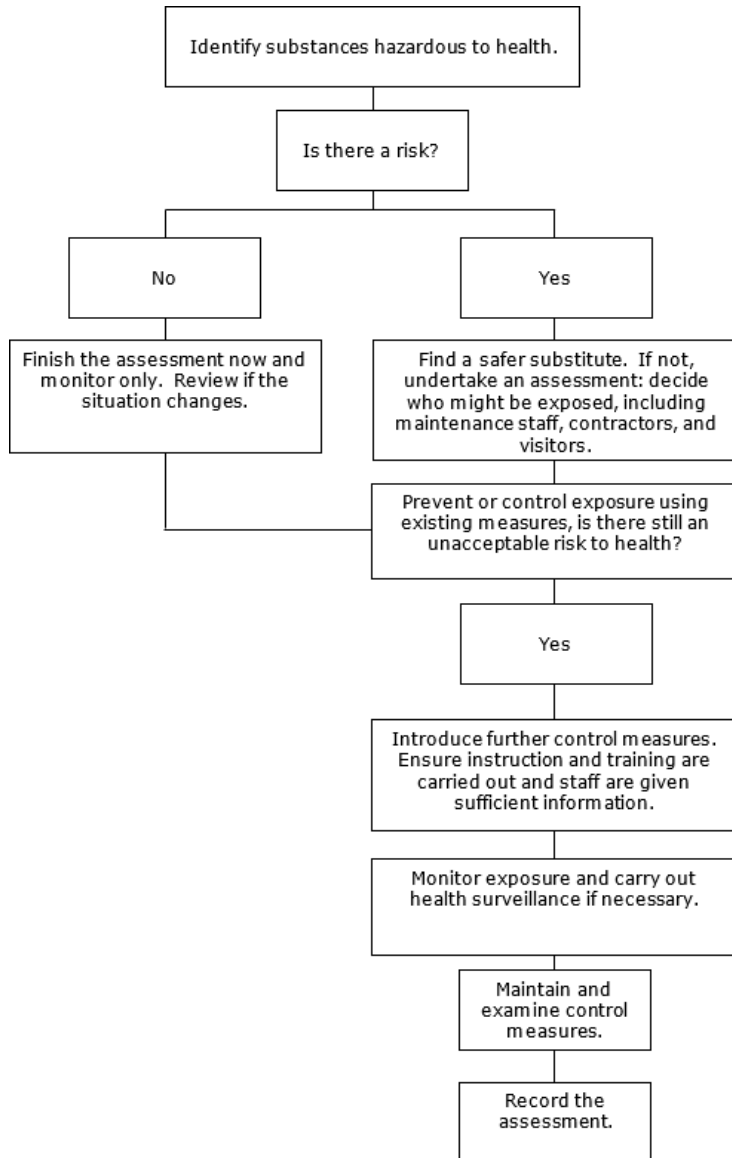 Identify substances hazardous to health.
Is there a risk?
No
Yes
Finish the assessment now and
monitor only.  Review if the
situation changes.
Find a safer substitute.  If not,
undertake an assessment: decide
who might be exposed, including
maintenance staff, contractors, and
visitors.
Prevent or control exposure using
existing measures, is there still an
unacceptable risk to health?
Yes
Introduce further control measures.
Ensure instruction and training are
carried out and staff are given
sufficient information.
Monitor exposure and carry out
health surveillance if necessary.
Maintain and
examine control
measures.
Record the
assessment.